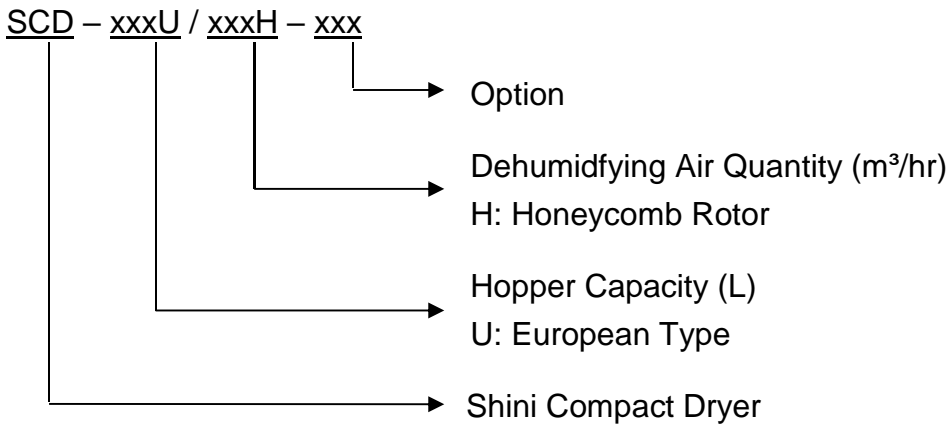 SCD – xxxU / xxxH – xxx
Option
Dehumidfying Air Quantity (m³/hr)
H: Honeycomb Rotor
Hopper Capacity (L)
U: European Type
Shini Compact Dryer